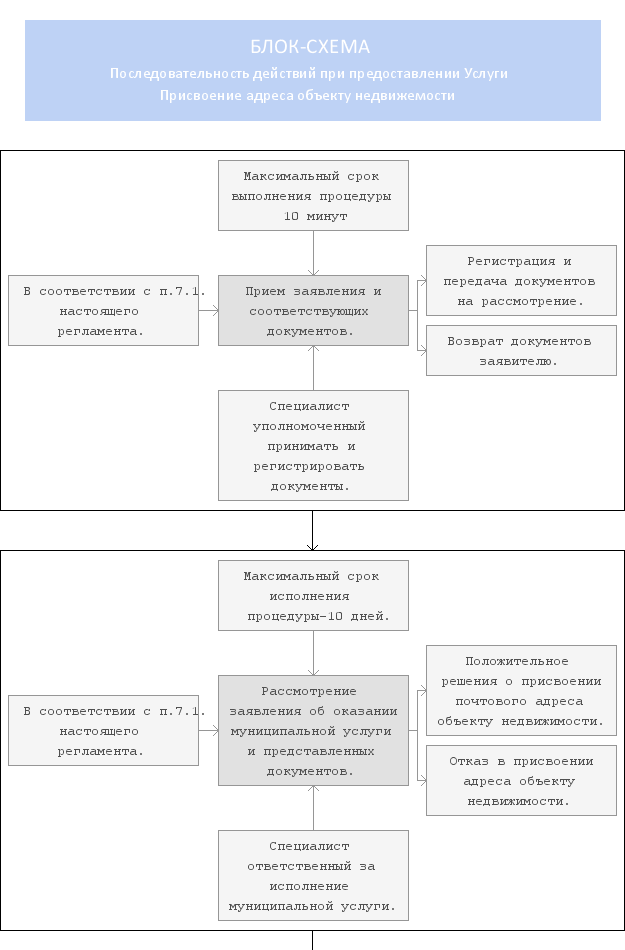 БЛОК-СХЕМА
Последовательность действий при предоставлении Услуги
Присвоение адреса объекту недвижемости
Максимальный срок
выполнения процедуры
10 минут
В соответствии с п.7.1.
настоящего
регламента.
Прием заявления и
соответствующих
документов.
Регистрация и
передача документов
на рассмотрение.
Возврат документов
заявителю.
Специалист
уполномоченный
принимать и
регистрировать
документы.
Максимальный срок
исполнения
процедуры-10 дней.
В соответствии с п.7.1.
настоящего
регламента.
Рассмотрение
заявления об оказании
муниципальной услуги
и представленных
документов.
Положительное
решения о присвоении
почтового адреса
объекту недвижимости.
Отказ в присвоении
адреса объекту
недвижимости.
Специалист
ответственный за
исполнение
муниципальной услуги.